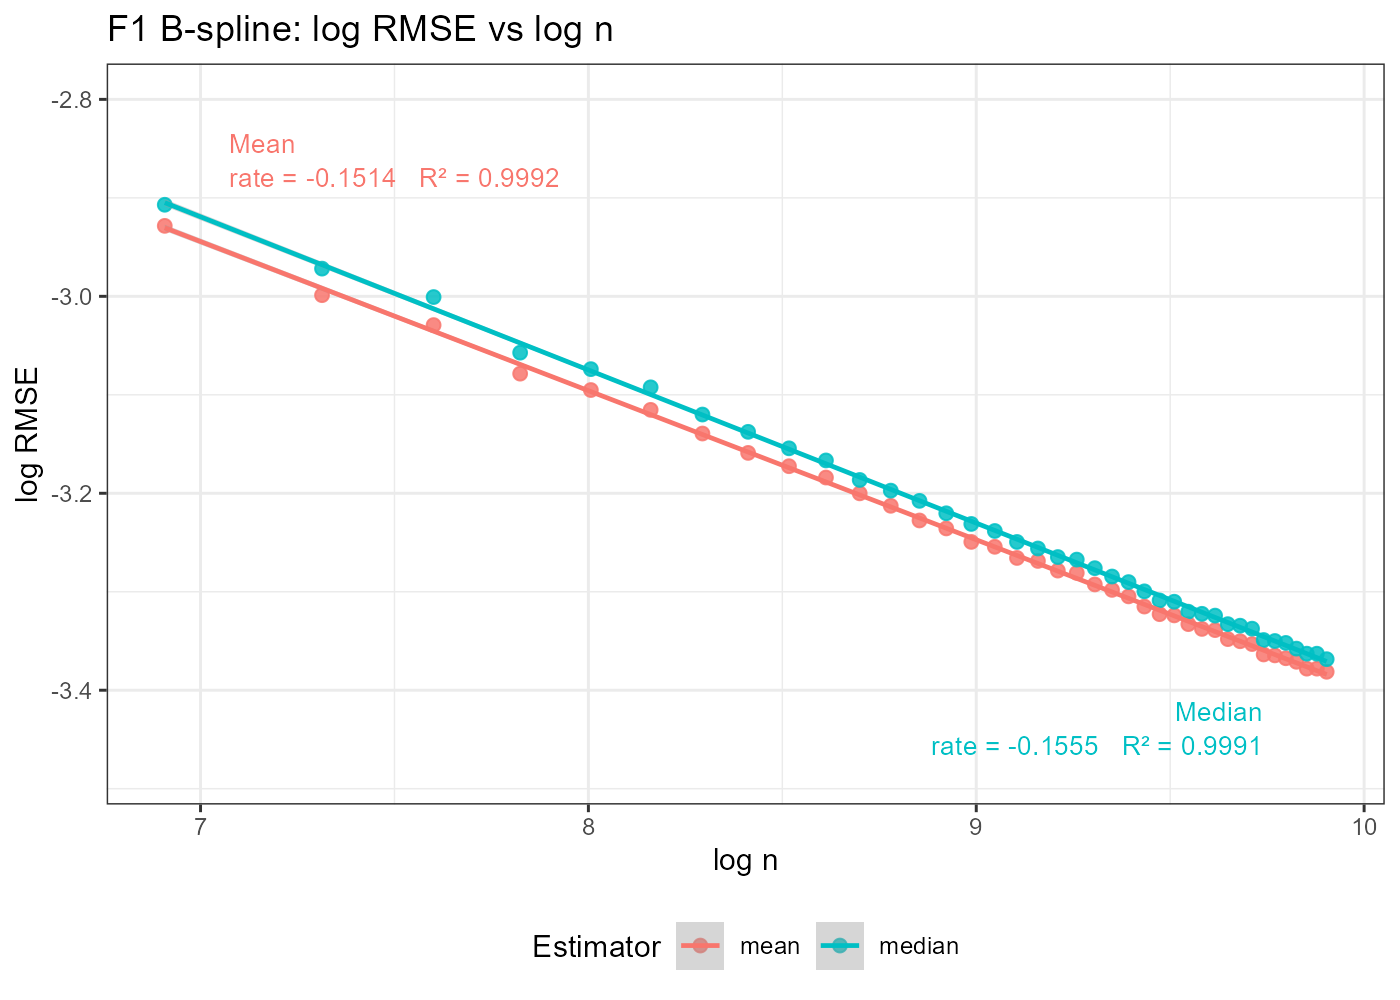 F1 B-spline: log RMSE vs log n
-2.8
-3.0
-3.2
-3.4
log RMSE
Mean
rate = -0.1514   R² = 0.9992
Median
rate = -0.1555   R² = 0.9991
7 8 9 10
log n
Estimator mean median